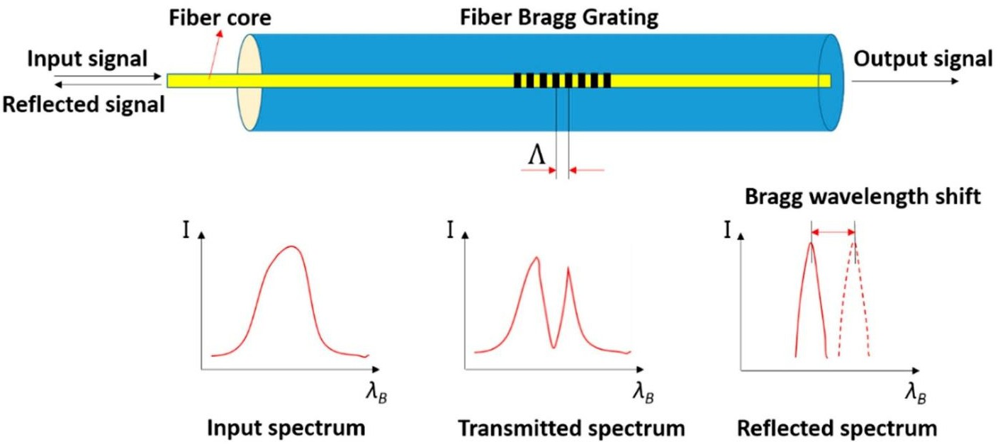 Fiber core
Fiber Bragg Grating
Input signal
Output signal
Reflected signal
Λ
Bragg wavelength shift
I
I
I
λB
λB
λB
Input spectrum
Transmitted spectrum
Reflected spectrum